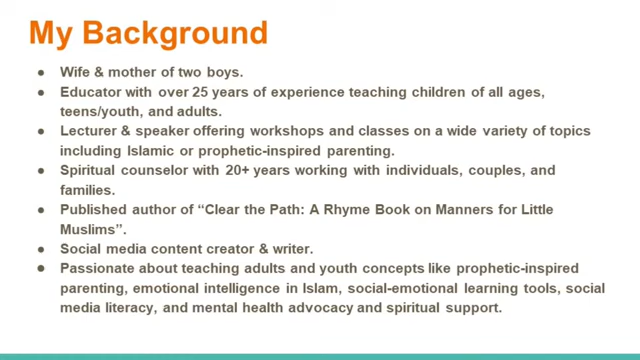 My Background
● Wife & mother of two boys.
● Educator with over 25 years of experience teaching children of all ages,
teens/youth, and adults.
● Lecturer & speaker offering workshops and classes on a wide variety of topics
including Islamic or prophetic-inspired parenting.
● Spiritual counselor with 20+ years working with individuals, couples, and
families.
● Published author of “Clear the Path: A Rhyme Book on Manners for Little
Muslims”.
● Social media content creator & writer.
● Passionate about teaching adults and youth concepts like prophetic-inspired
parenting, emotional intelligence in Islam, social-emotional learning tools, social
media literacy, and mental health advocacy and spiritual support.